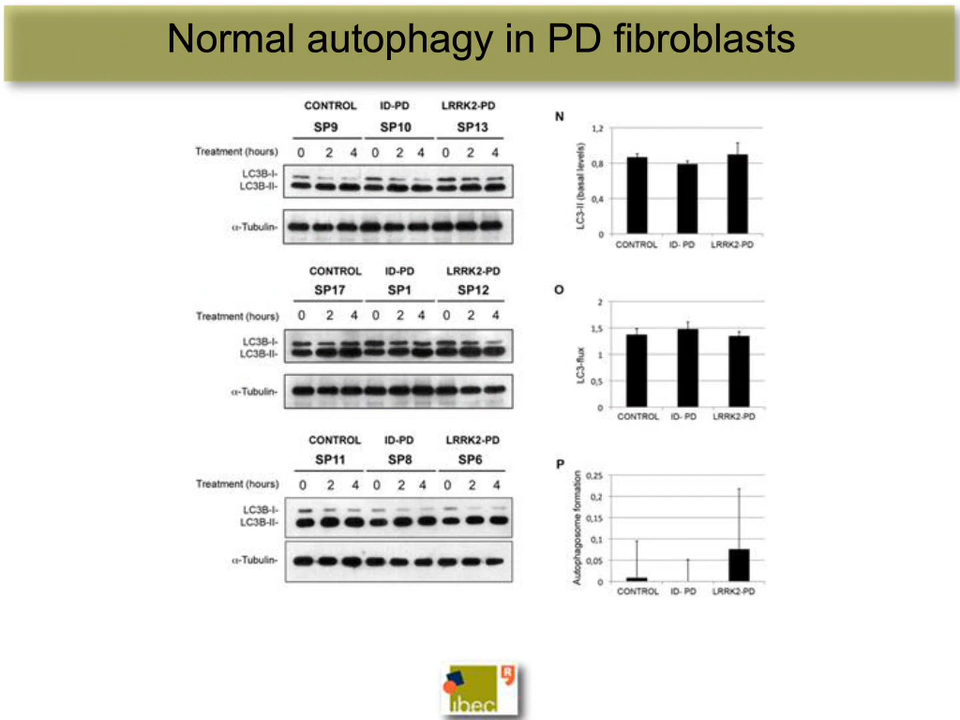 Normal autophagy in PD fibroblasts
CONTROL ID-PD LRRK2-PD
SP9 SP10 SP13
Treatment (hours) 0 2 4 0 2 4 0 2 4
LC3B-I-
LC3B-II-
α-Tubulin-
CONTROL ID-PD LRRK2-PD
SP17 SP1 SP12
Treatment (hours) 0 2 4 0 2 4 0 2 4
LC3B-I-
LC3B-II-
α-Tubulin-
CONTROL ID-PD LRRK2-PD
SP11 SP8 SP6
Treatment (hours) 0 2 4 0 2 4 0 2 4
LC3B-I-
LC3B-II-
α-Tubulin-
N
LC3-II (basal levels)
1,2
0,8
0,4
0
CONTROL ID- PD LRRK2-PD
O
LC3-flux
2
1,5
1
0,5
0
CONTROL ID- PD LRRK2-PD
P
Autophagosome formation
0,25
0,2
0,15
0,1
0,05
0
CONTROL ID- PD LRRK2-PD
R
ibec